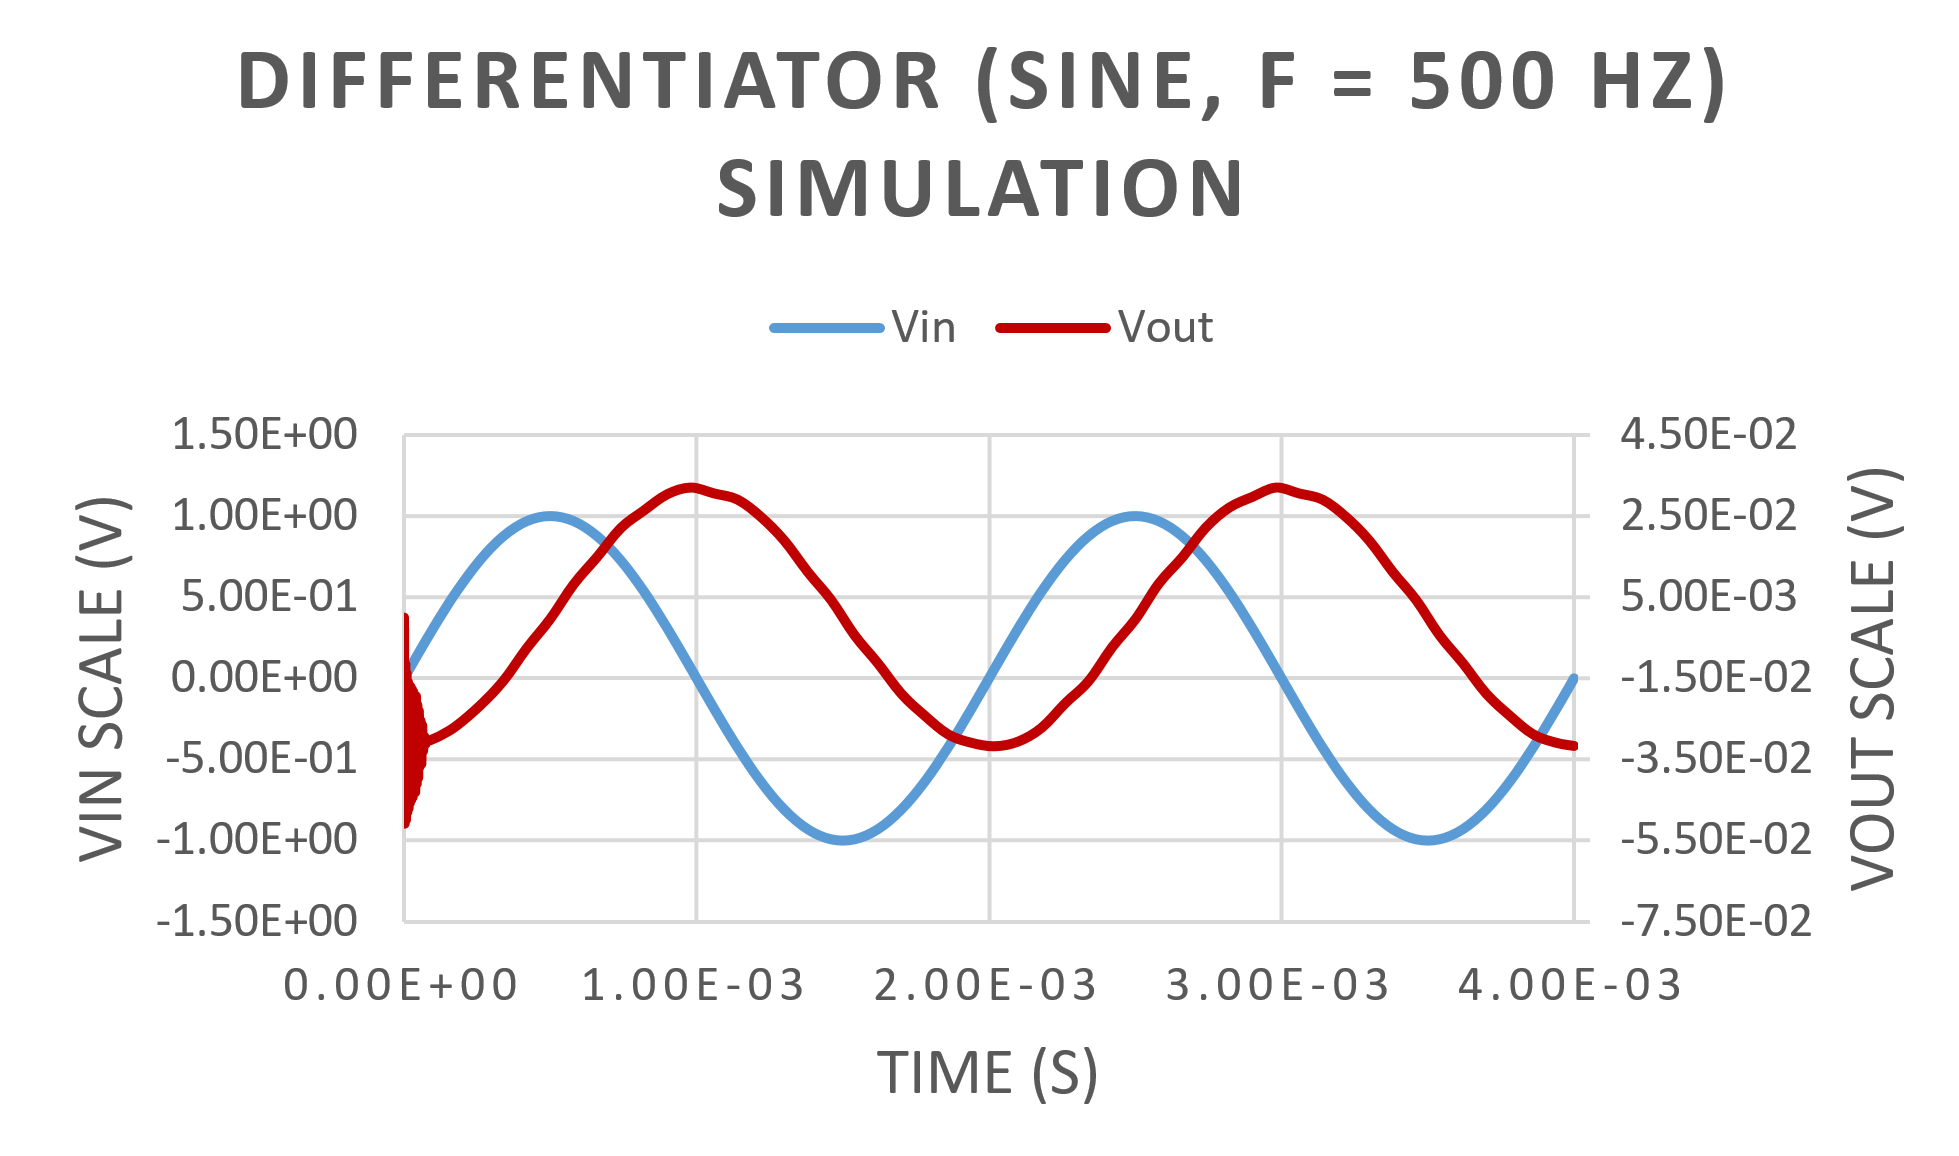 DIFFERENTIATOR (SINE, F = 500 HZ)
SIMULATION
Vin Vout
1.50E+00
1.00E+00
5.00E-01
0.00E+00
-5.00E-01
-1.00E+00
-1.50E+00
VIN SCALE (V)
4.50E-02
2.50E-02
5.00E-03
-1.50E-02
-3.50E-02
-5.50E-02
-7.50E-02
VOUT SCALE (V)
0.00E+00 1.00E-03 2.00E-03 3.00E-03 4.00E-03
TIME (S)